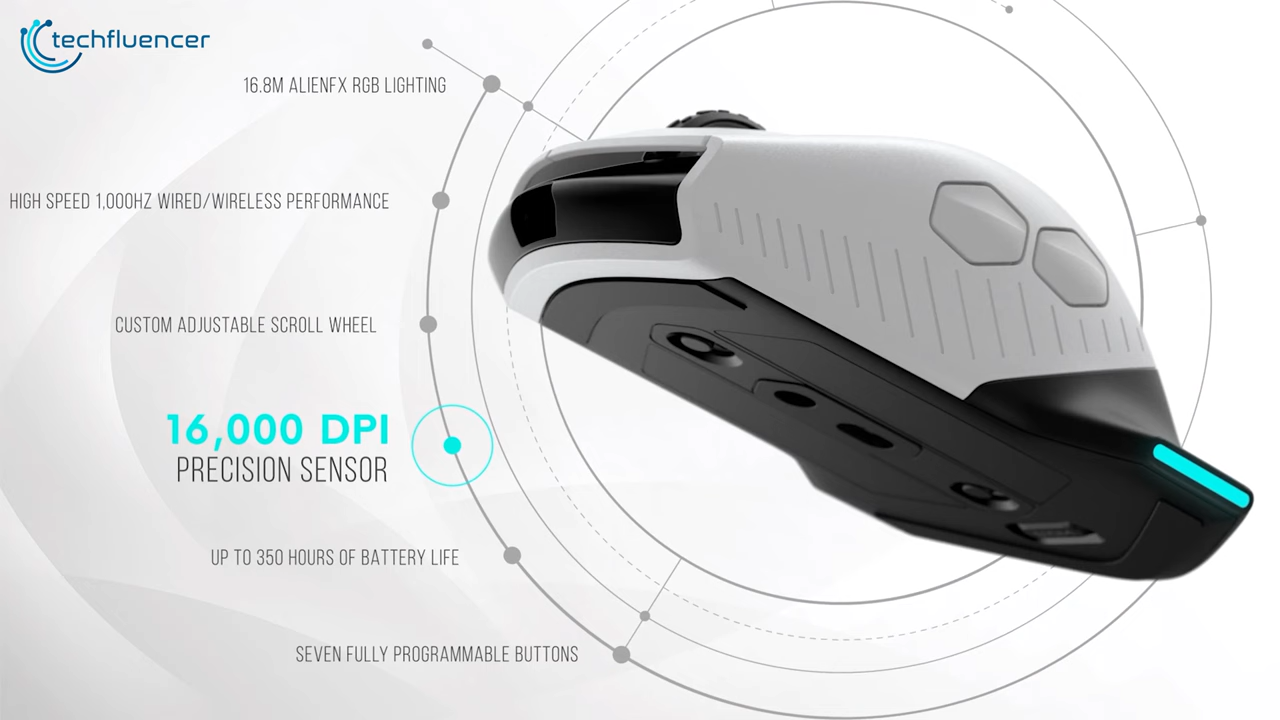 techfluencer
16.8M ALIENFX RGB LIGHTING
HIGH SPEED 1,000HZ WIRED/WIRELESS PERFORMANCE
CUSTOM ADJUSTABLE SCROLL WHEEL
16,000 DPI
PRECISION SENSOR
UP TO 350 HOURS OF BATTERY LIFE
SEVEN FULLY PROGRAMMABLE BUTTONS